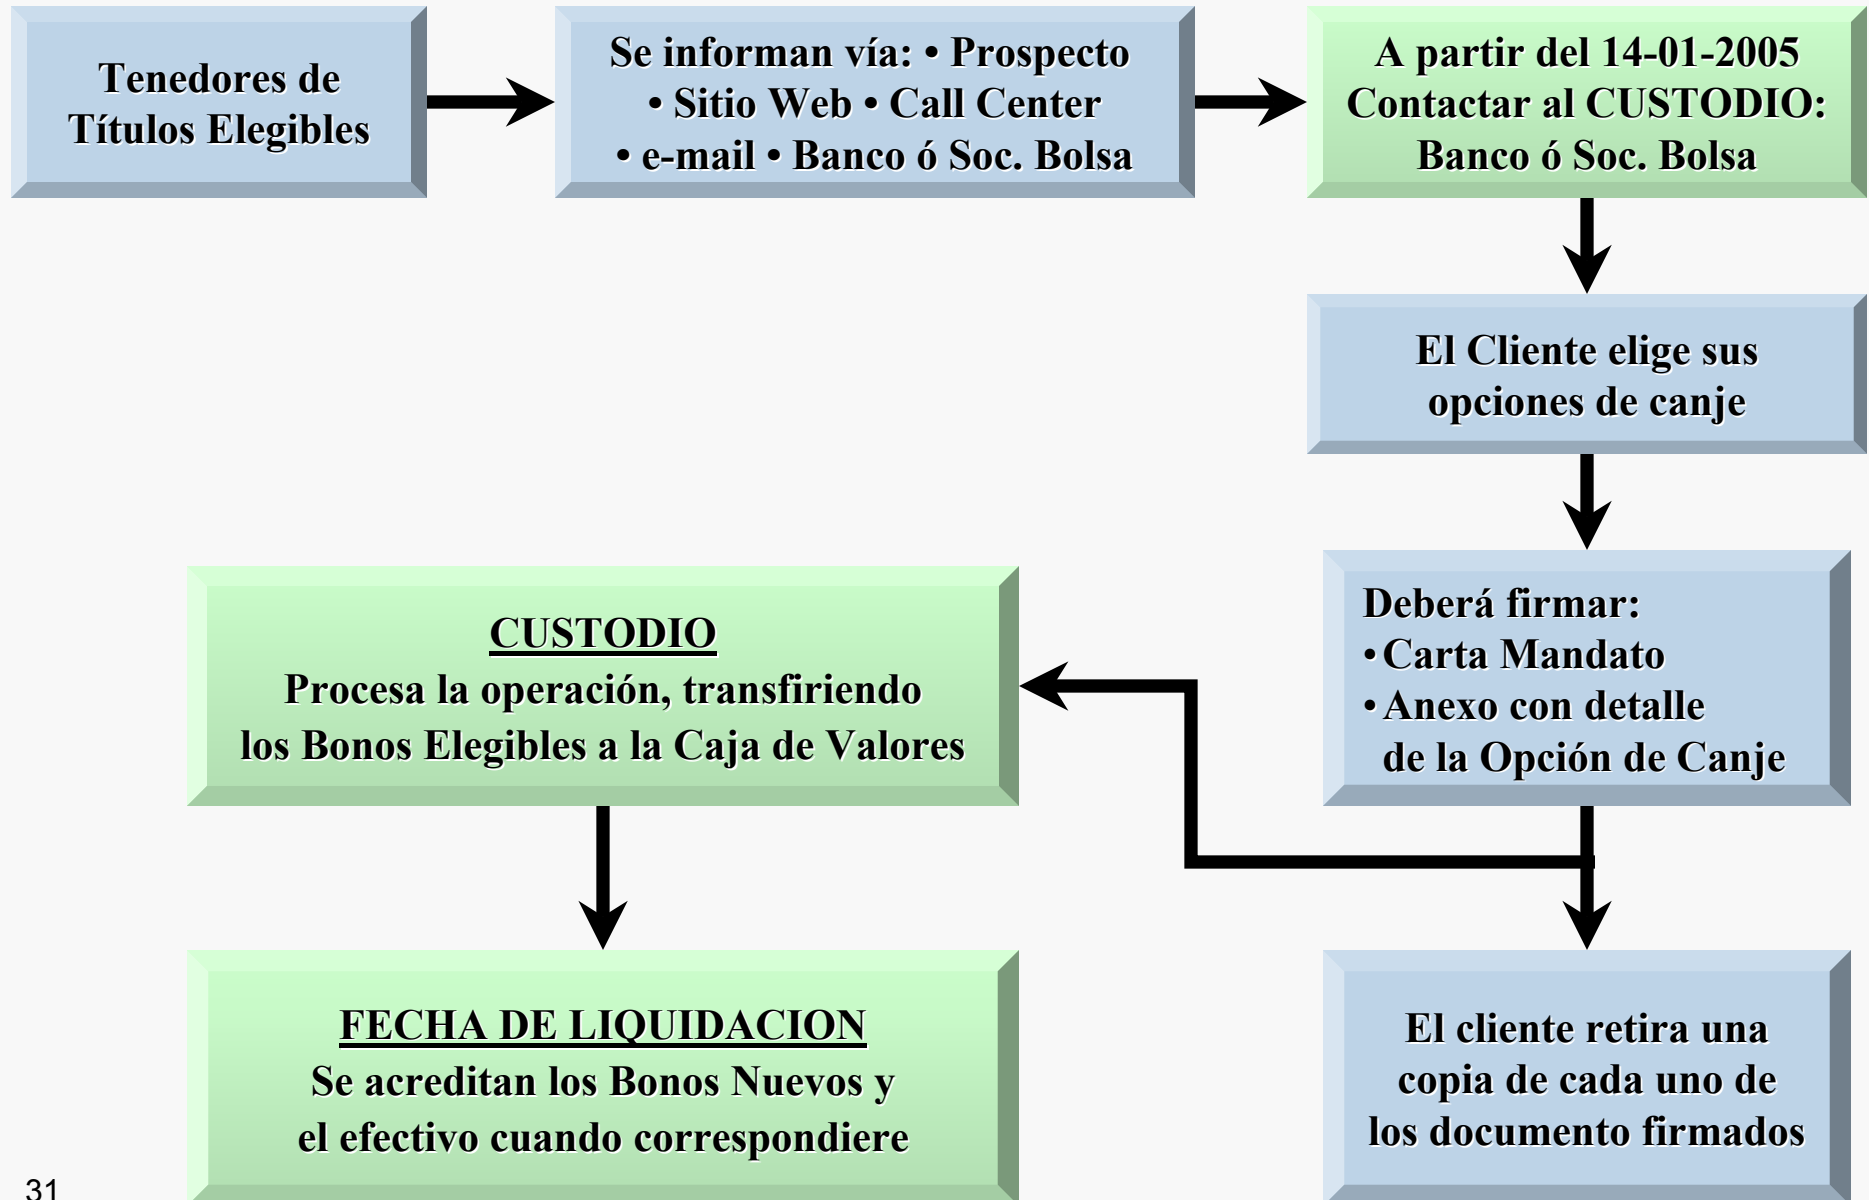 Tenedores de
Títulos Elegibles
Se informan vía: • Prospecto
• Sitio Web • Call Center
• e-mail • Banco ó Soc. Bolsa
A partir del 14-01-2005
Contactar al CUSTODIO:
Banco ó Soc. Bolsa
El Cliente elige sus
opciones de canje
Deberá firmar:
• Carta Mandato
• Anexo con detalle
de la Opción de Canje
CUSTODIO
Procesa la operación, transfiriendo
los Bonos Elegibles a la Caja de Valores
FECHA DE LIQUIDACION
Se acreditan los Bonos Nuevos y
el efectivo cuando correspondiere
El cliente retira una
copia de cada uno de
los documento firmados
31